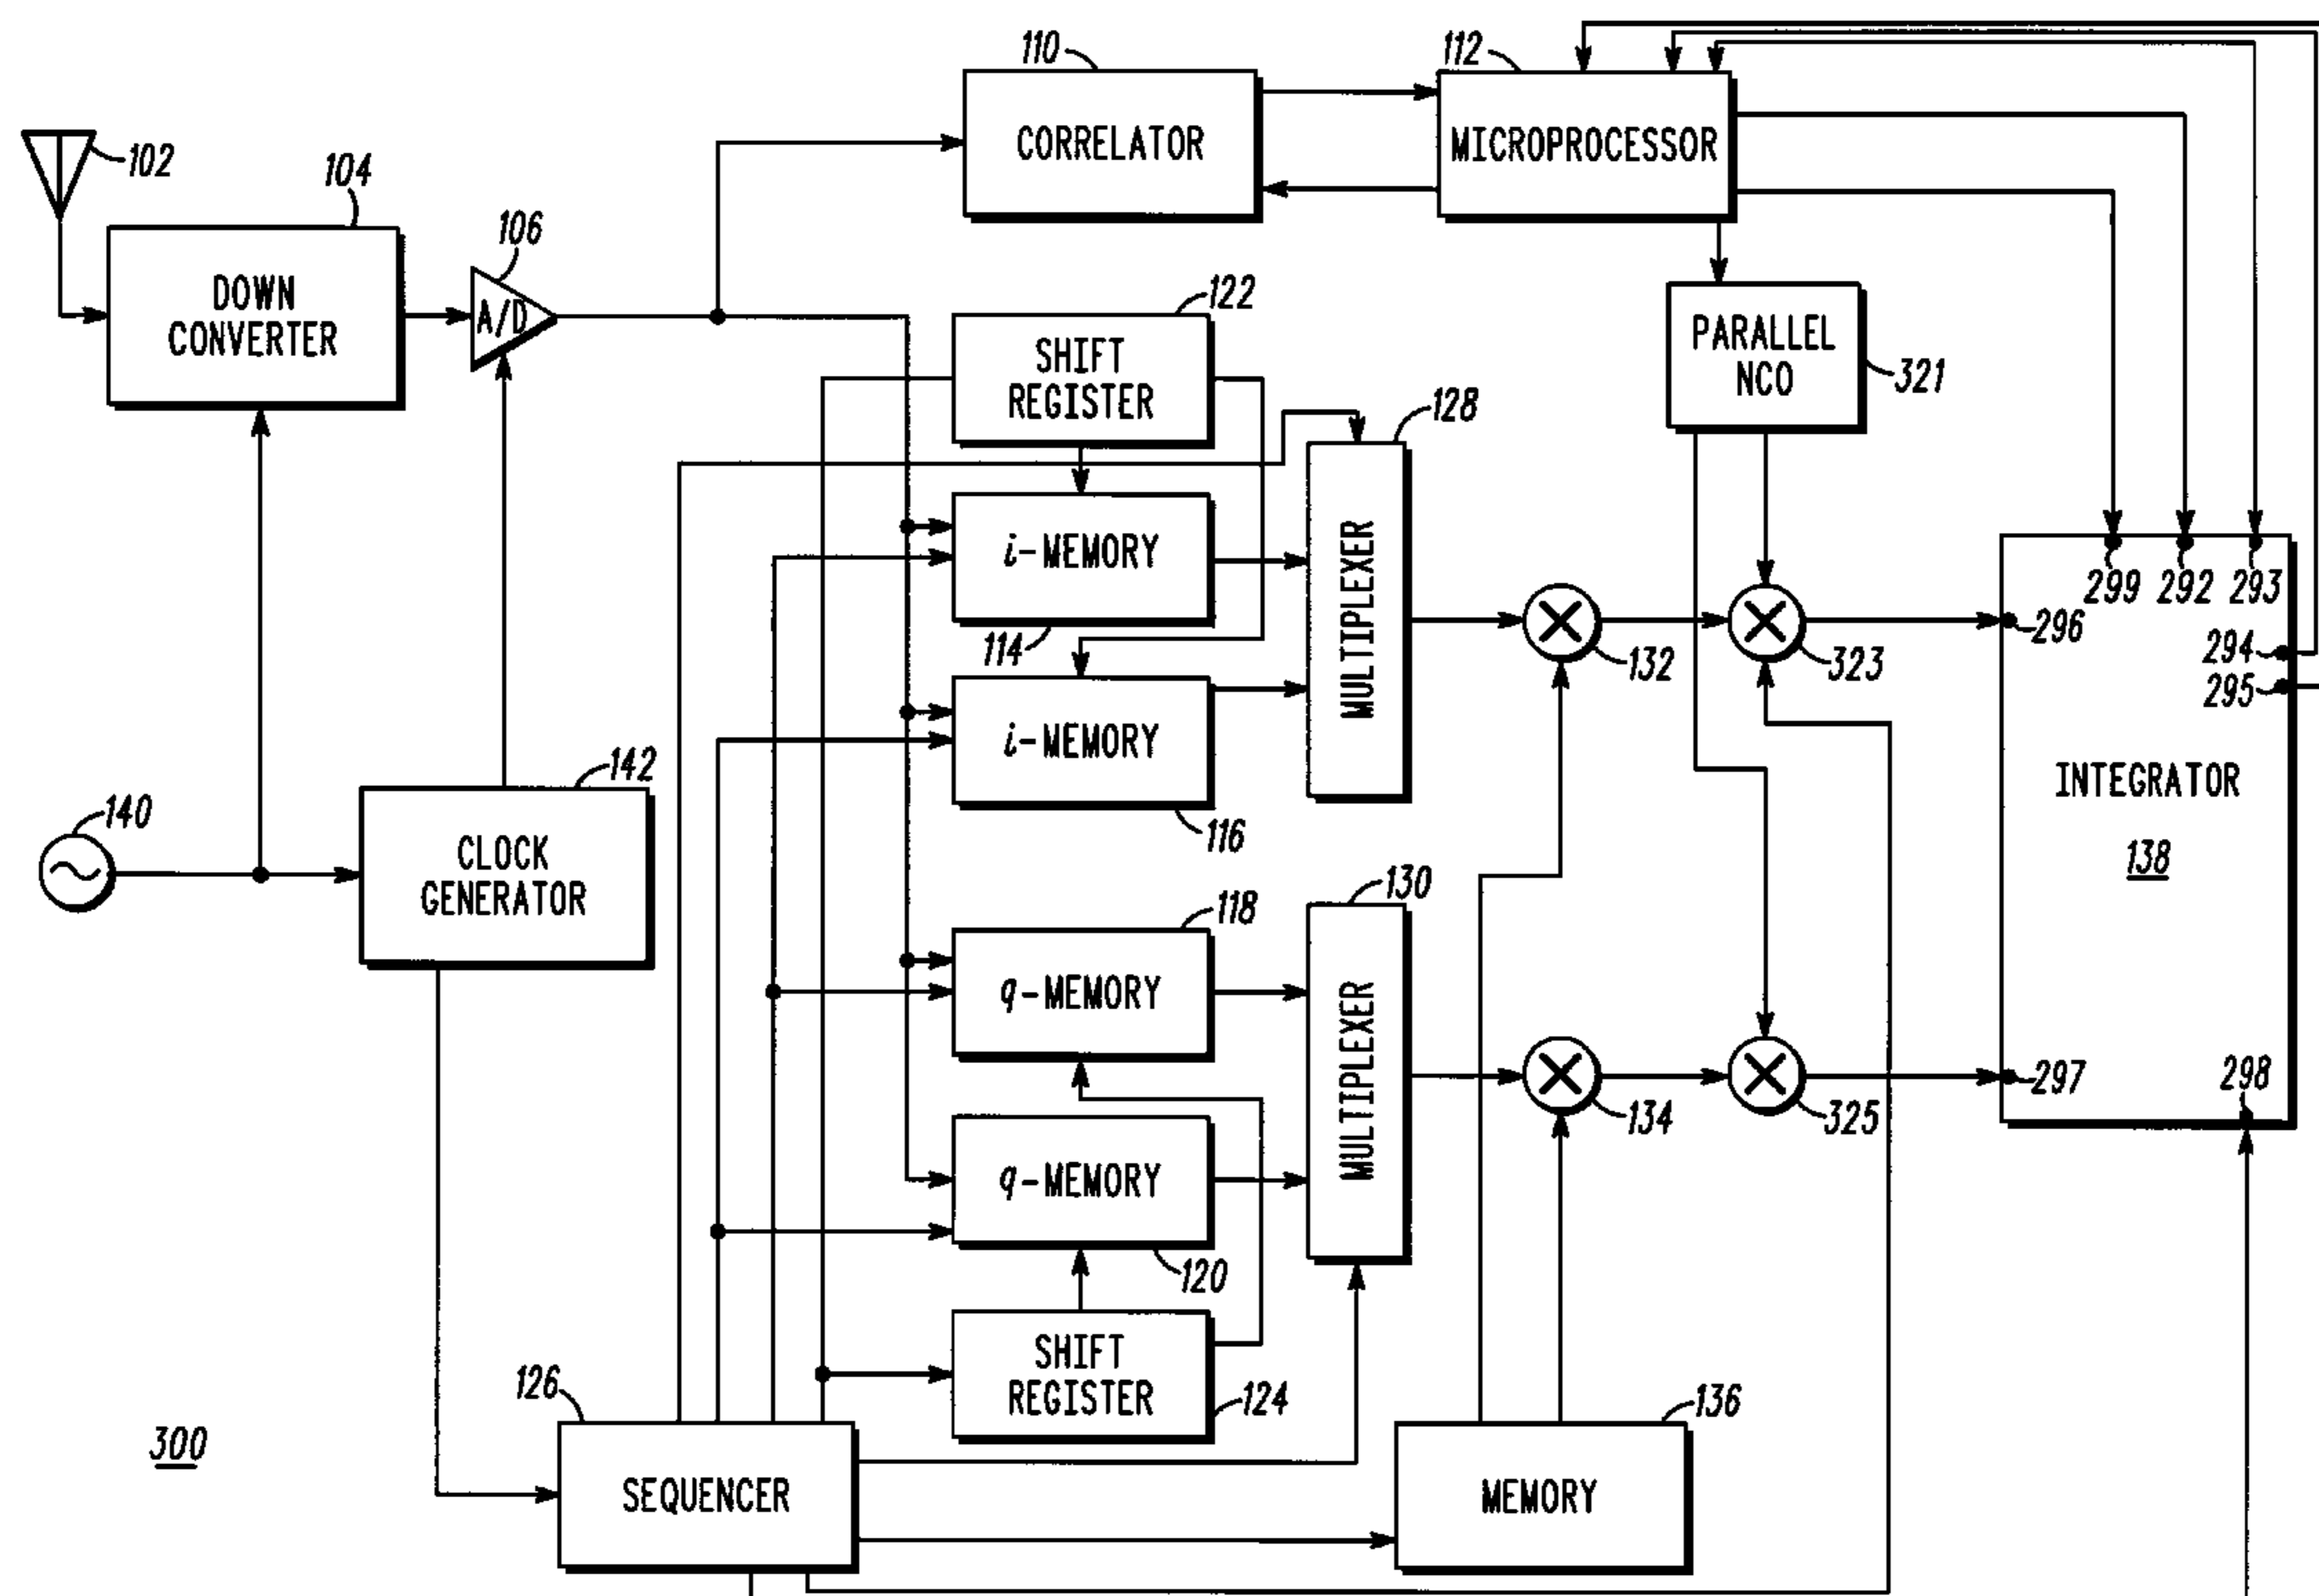 110
112
CORRELATOR
MICROPROCESSOR
102
104
106
DOWN
CONVERTER
A/D
122
SHIFT
REGISTER
PARALLEL
NCO
321
128
i-MEMORY
114
MULTIPLEXER
132
323
299
292
293
296
294
295
i-MEMORY
116
INTEGRATOR
138
142
140
CLOCK
GENERATOR
118
130
q-MEMORY
MULTIPLEXER
134
325
297
298
q-MEMORY
120
SHIFT
REGISTER
124
126
136
300
SEQUENCER
MEMORY